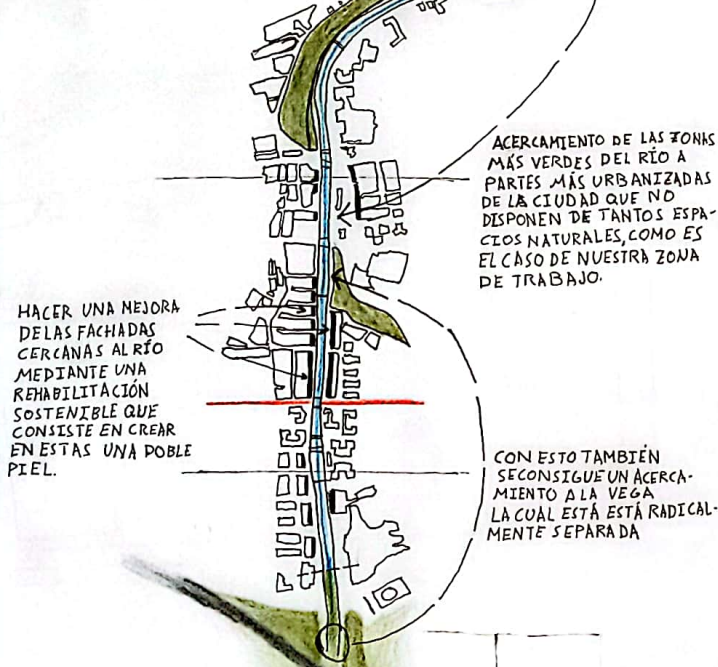 ACERCAMIENTO DE LAS ZONAS
MÁS VERDES DEL RÍO A
PARTES MÁS URBANIZADAS
DE LA CIUDAD QUE NO
DISPONEN DE TANTOS ESPA-
CIOS NATURALES, COMO ES
EL CASO DE NUESTRA ZONA
DE TRABAJO.
HACER UNA MEJORA
DE LAS FACHADAS
CERCANAS AL RÍO
MEDIANTE UNA
REHABILITACIÓN
SOSTENIBLE QUE
CONSISTE EN CREAR
EN ESTAS UNA DOBLE
PIEL.
CON ESTO TAMBIÉN
SE CONSIGUE UN ACERCA-
MIENTO A LA VEGA
LA CUAL ESTÁ ESTÁ RADICAL-
MENTE SEPARADA